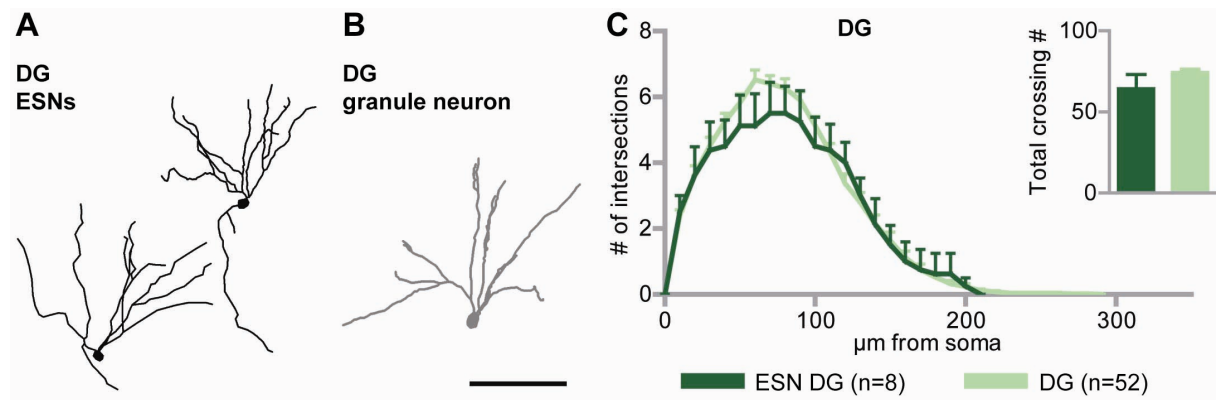 A
DG
ESNs
B
DG
granule neuron
C
DG
# of intersections
8
6
4
2
0
0
100
200
300
µm from soma
Total crossing #
100
50
0
ESN DG (n=8)
DG (n=52)